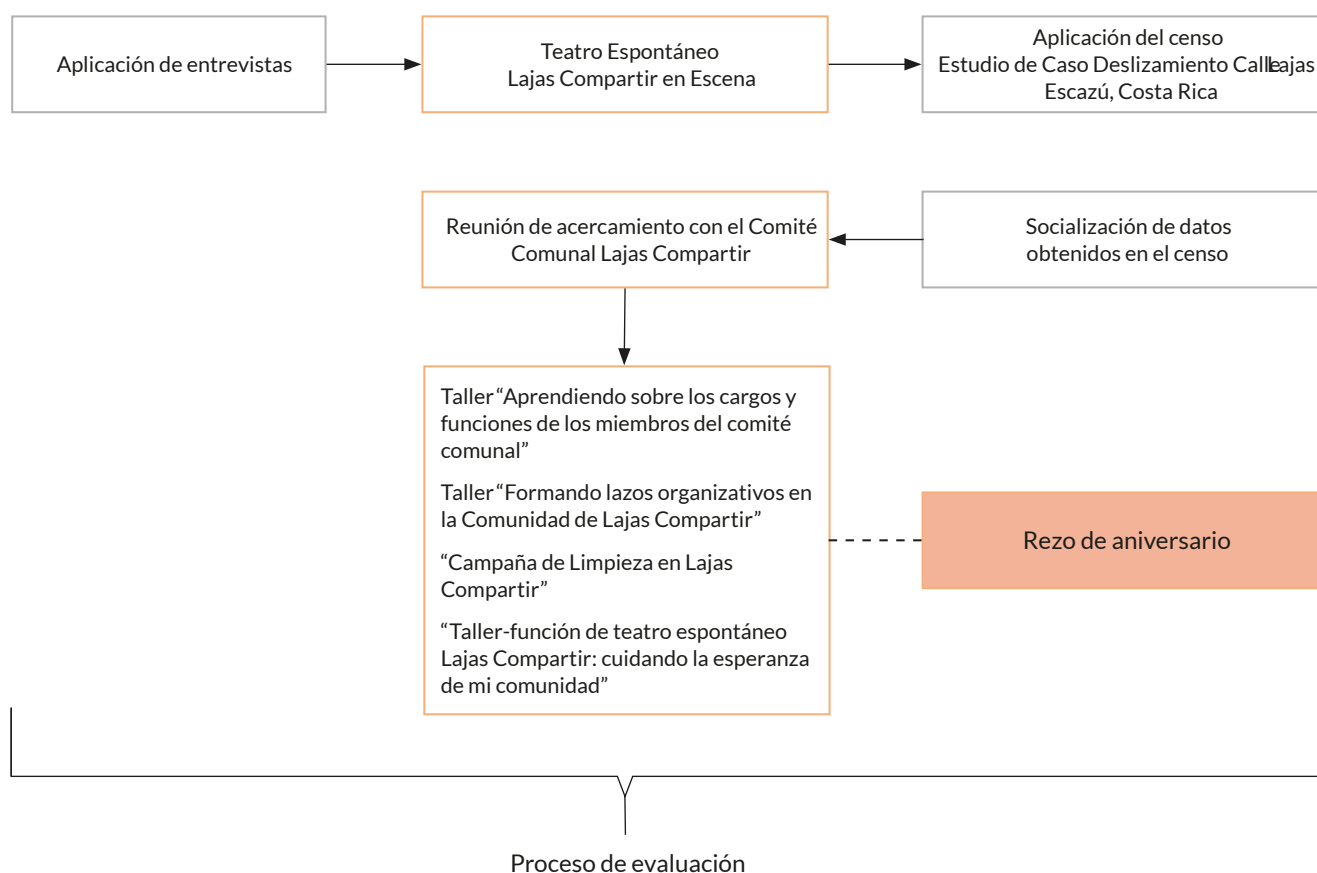 Aplicación de entrevistas
Teatro Espontáneo
Lajas Compartir en Escena
Aplicación del censo
Estudio de Caso Deslizamiento Calle Lajas
Escazú, Costa Rica
Reunión de acercamiento con el Comité
Comunal Lajas Compartir
Socialización de datos
obtenidos en el censo
Taller “Aprendiendo sobre los cargos y
funciones de los miembros del comité
comunal”
Taller “Formando lazos organizativos en
la Comunidad de Lajas Compartir”
“Campaña de Limpieza en Lajas
Compartir”
“Taller-función de teatro espontáneo
Lajas Compartir: cuidando la esperanza
de mi comunidad”
Rezo de aniversario
Proceso de evaluación